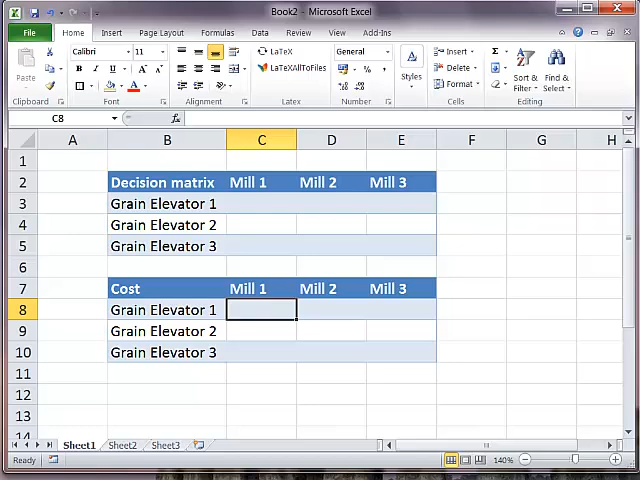 Book2 - Microsoft Excel
File Home Insert Page Layout Formulas Data Review View Add-Ins
Calibri 11 LaTeX General Insert
Paste B I U A A LaTeXAllToFiles % , Styles Delete Sort & Find &
A Format Filter Select
Clipboard Font Alignment Latex Number Cells Editing
C8 fx
A B C D E F G H
1
2 Decision matrix Mill 1 Mill 2 Mill 3
3 Grain Elevator 1
4 Grain Elevator 2
5 Grain Elevator 3
6
7 Cost Mill 1 Mill 2 Mill 3
8 Grain Elevator 1
9 Grain Elevator 2
10 Grain Elevator 3
11
12
13
14
Sheet1 Sheet2 Sheet3
Ready 140%